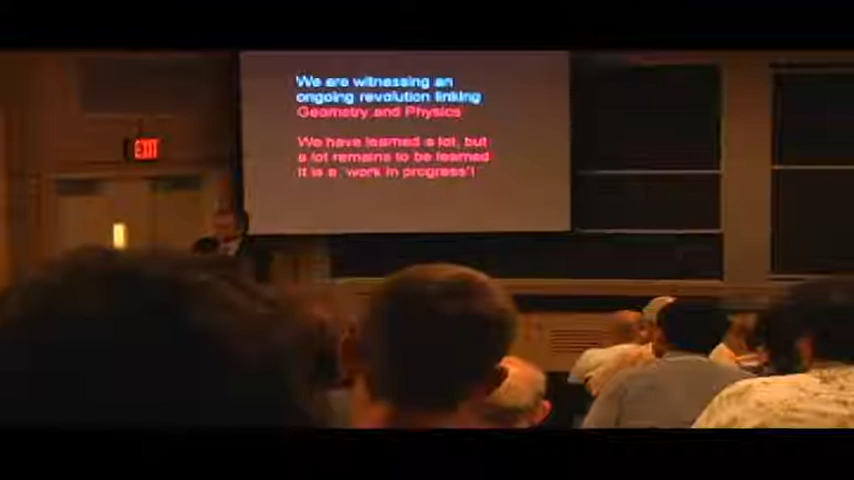 We are witnessing an
ongoing revolution linking
Geometry and Physics
We have learned a lot, but
a lot remains to be learned
It is a 'work in progress'!
EXIT